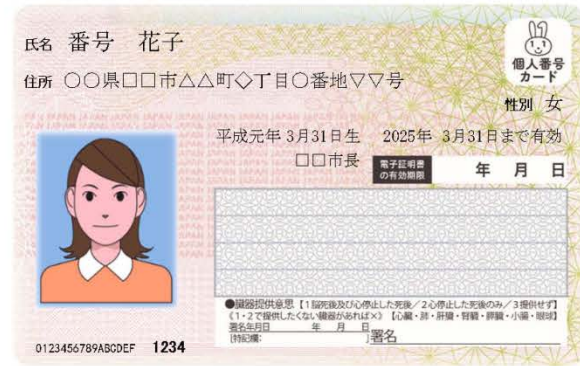 氏名 番号 花子
個人番号
カード
住所 ○○県□□市△△町◇丁目○番地▽▽号
性別 女
平成元年 3月31日生 2025年 3月31日まで有効
□□市長
電子証明書
の有効期限
年 月 日
●臓器提供意思【1 脳死後及び心停止した死後/2 心停止した死後のみ/3 提供せず】
《1・2で提供したくない臓器があれば×》【心臓・肺・肝臓・腎臓・膵臓・小腸・眼球】
署名年月日 年 月 日
[特記欄: ]署名
0123456789ABCDEF 1234